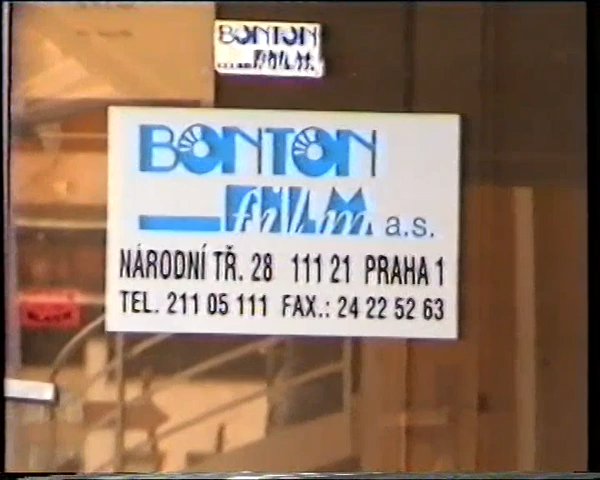 BONTON
FILM
BONTON
film a.s.
NÁRODNÍ TŘ. 28 111 21 PRAHA 1
TEL. 211 05 111 FAX.: 24 22 52 63